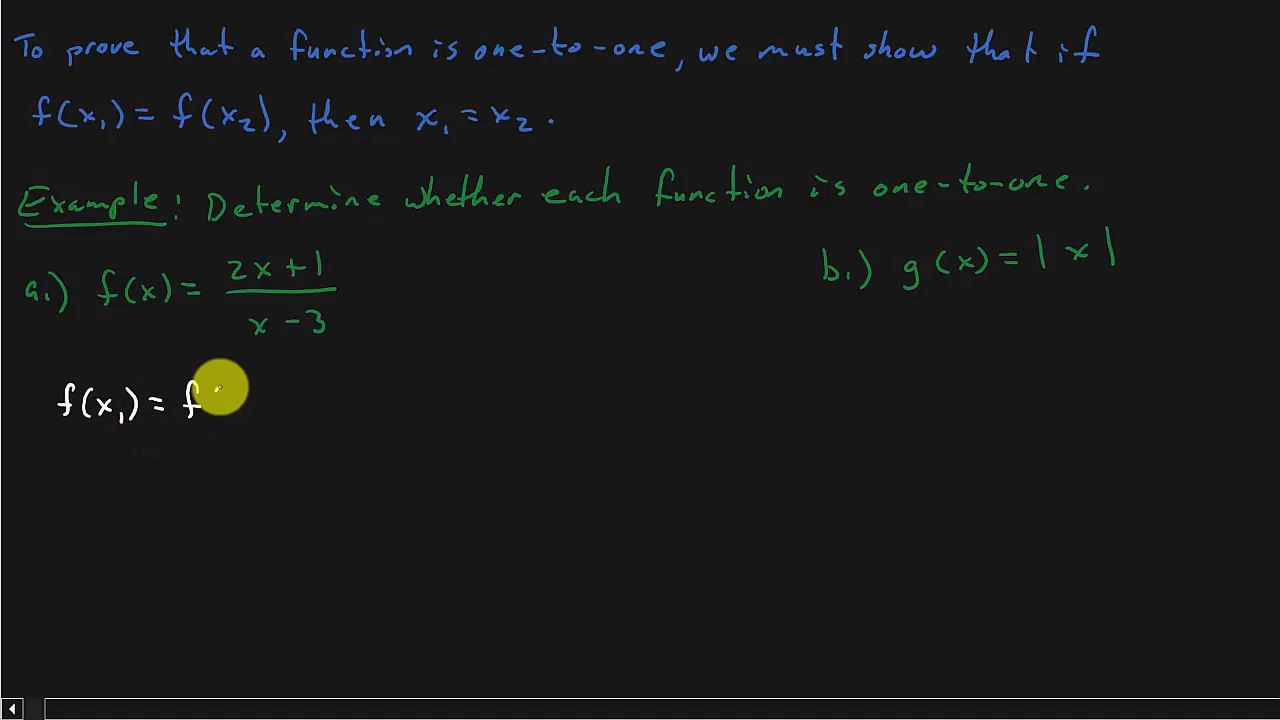 To prove that a function is one-to-one, we must show that if
f(x₁) = f(x₂), then x₁ = x₂.
Example: Determine whether each function is one-to-one.
a.) f(x) = (2x+1)/(x-3) b.) g(x) = |x|
f(x₁) = f